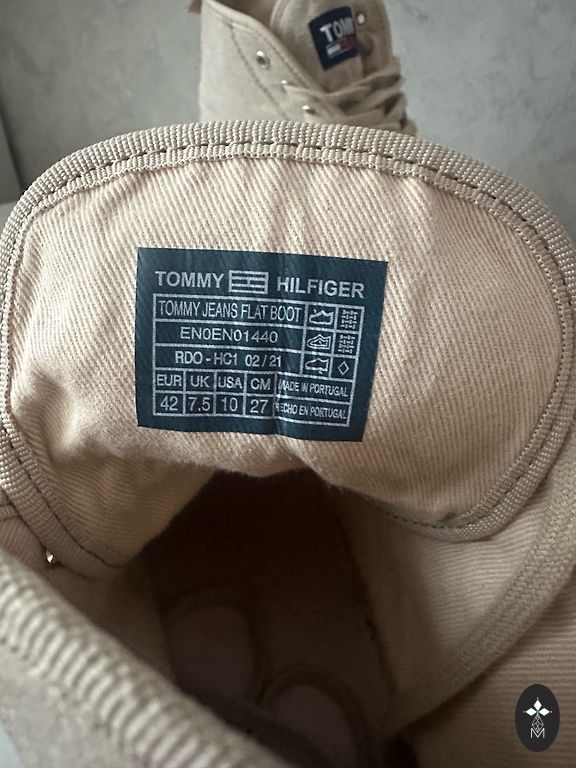 TOMMY
TOMMY HILFIGER
TOMMY JEANS FLAT BOOT
EN0EN01440
RDO - HC1 02/21
EUR UK USA CM MADE IN PORTUGAL
42 7.5 10 27 FECHO EN PORTUGAL
M